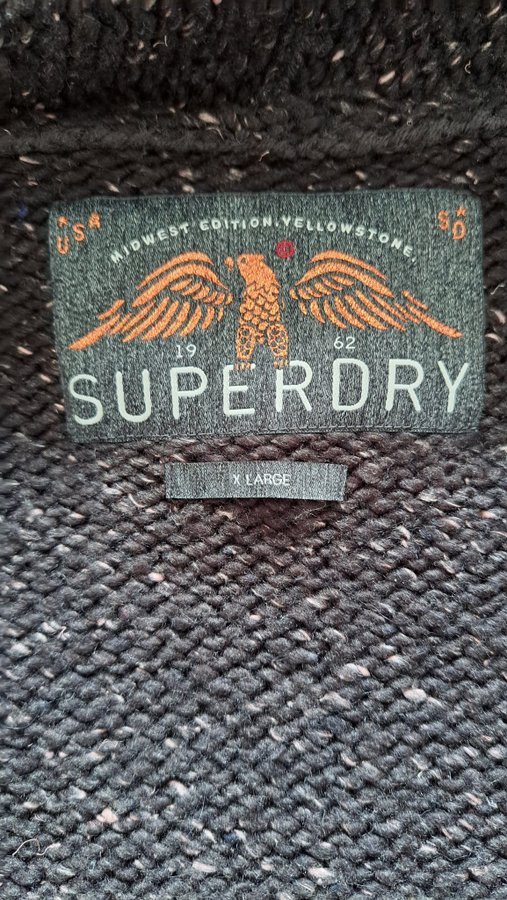 USA
MIDWEST EDITION.YELLOWSTONE.
SD
19 62
SUPERDRY
X LARGE